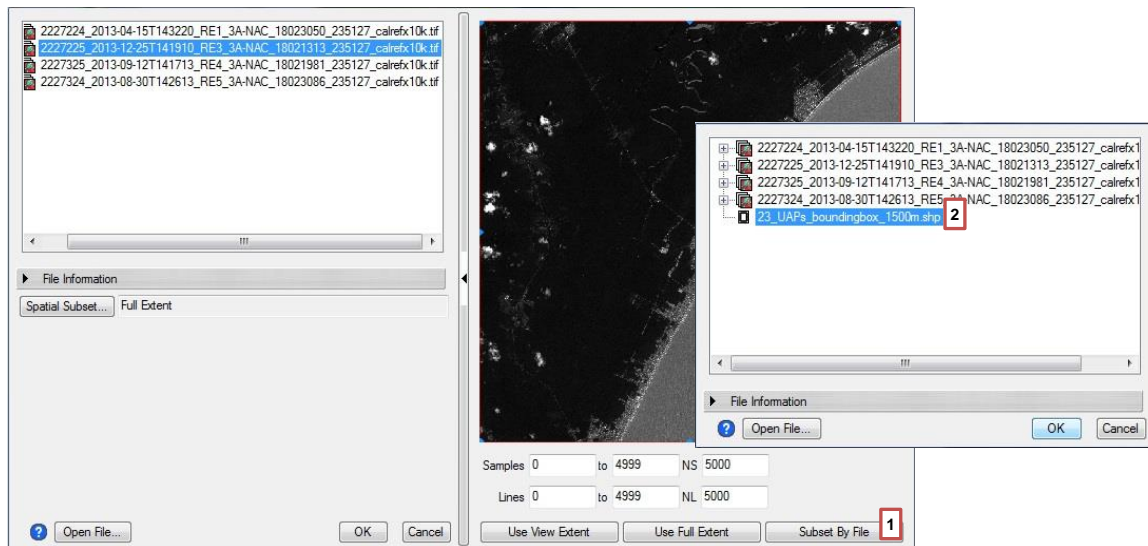 2227224_2013-04-15T143220_RE1_3A-NAC_18023050_235127_calrefx10k.tif
2227225_2013-12-25T141910_RE3_3A-NAC_18021313_235127_calrefx10k.tif
2227325_2013-09-12T141713_RE4_3A-NAC_18021981_235127_calrefx10k.tif
2227324_2013-08-30T142613_RE5_3A-NAC_18023086_235127_calrefx10k.tif
File Information
Spatial Subset... Full Extent
Open File... OK Cancel
Samples 0 to 4999 NS 5000
Lines 0 to 4999 NL 5000
Use View Extent Use Full Extent Subset By File 1
2227224_2013-04-15T143220_RE1_3A-NAC_18023050_235127_calrefx1
2227225_2013-12-25T141910_RE3_3A-NAC_18021313_235127_calrefx1
2227325_2013-09-12T141713_RE4_3A-NAC_18021981_235127_calrefx1
2227324_2013-08-30T142613_RE5_3A-NAC_18023086_235127_calrefx1
23_UAPs_boundingbox_1500m.shp 2
File Information
Open File... OK Cancel